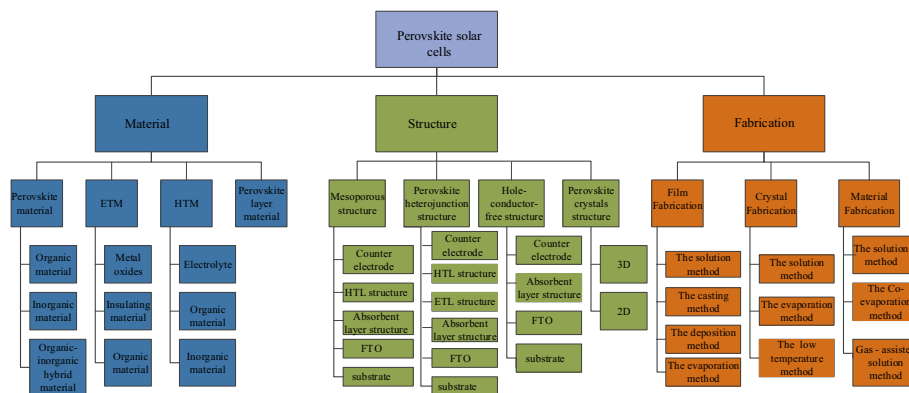 Perovskite solar
cells
Material
Structure
Fabrication
Perovskite
material
ETM
HTM
Perovskite
layer material
Mesoporous
structure
Perovskite
heterojunction
structure
Hole-
conductor-
free structure
Perovskite
crystals
structure
Film
Fabrication
Crystal
Fabrication
Material
Fabrication
Organic
material
Inorganic
material
Organic-
inorganic
hybrid
material
Metal
oxides
Insulating
material
Organic
material
Electrolyte
Organic
material
Inorganic
material
Counter
electrode
HTL structure
Absorbent
layer structure
FTO
substrate
Counter
electrode
HTL structure
ETL structure
Absorbent
layer structure
FTO
substrate
Counter
electrode
Absorbent
layer structure
FTO
substrate
3D
2D
The solution
method
The casting
method
The deposition
method
The evaporation
method
The solution
method
The evaporation
method
The low
temperature
method
The solution
method
The Co-
evaporation
method
Gas - assisted
solution
method